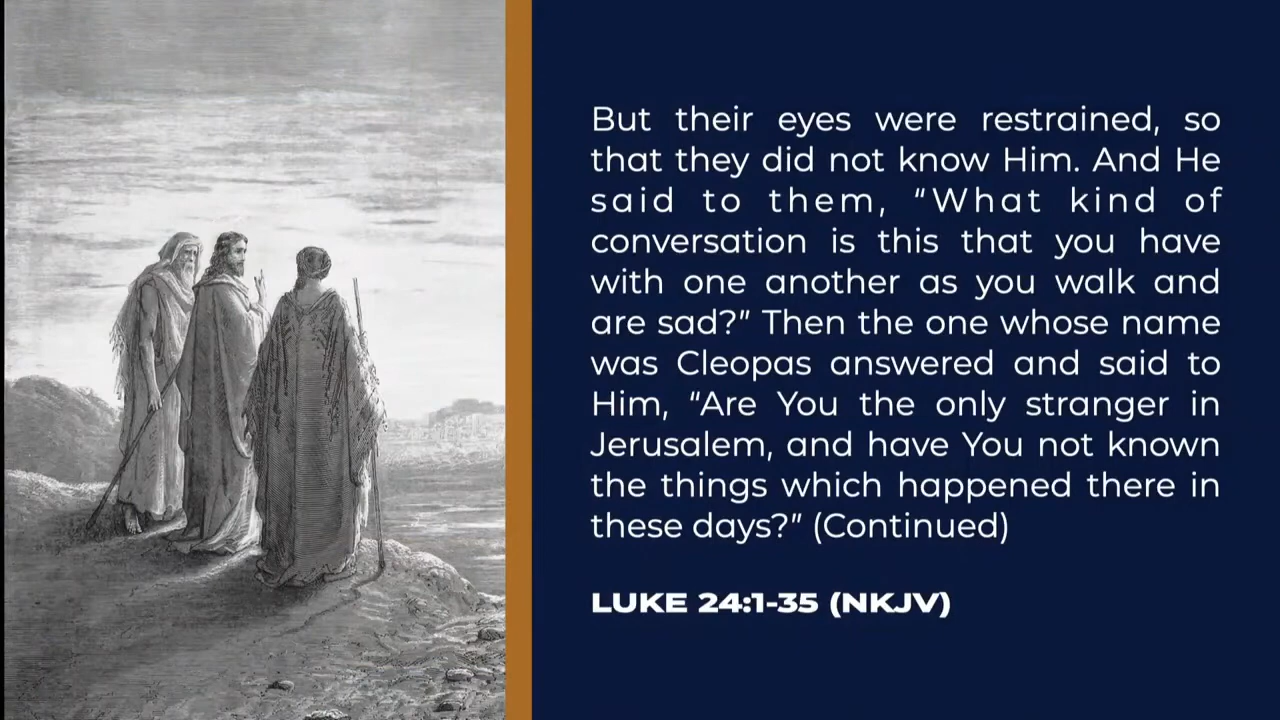 But their eyes were restrained, so
that they did not know Him. And He
said to them, “What kind of
conversation is this that you have
with one another as you walk and
are sad?” Then the one whose name
was Cleopas answered and said to
Him, “Are You the only stranger in
Jerusalem, and have You not known
the things which happened there in
these days?” (Continued)
LUKE 24:1-35 (NKJV)